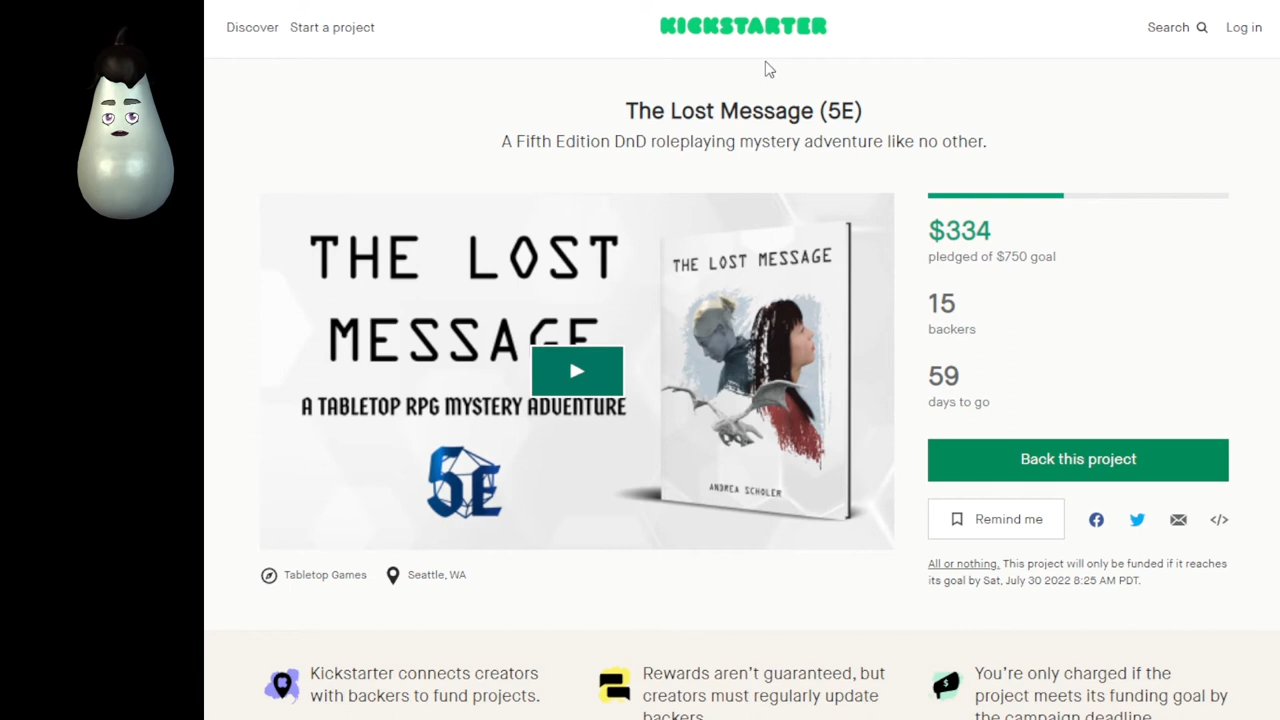 Discover Start a project
KICKSTARTER
Search Log in
The Lost Message (5E)
A Fifth Edition DnD roleplaying mystery adventure like no other.
THE LOST
MESSAGE
A TABLETOP RPG MYSTERY ADVENTURE
5E
THE LOST MESSAGE
ANDREA SCHOLER
$334
pledged of $750 goal
15
backers
59
days to go
Back this project
Remind me
</>
All or nothing. This project will only be funded if it reaches
its goal by Sat, July 30 2022 8:25 AM PDT.
Tabletop Games Seattle, WA
Kickstarter connects creators
with backers to fund projects.
Rewards aren't guaranteed, but
creators must regularly update
backers.
You're only charged if the
project meets its funding goal by
the campaign deadline.